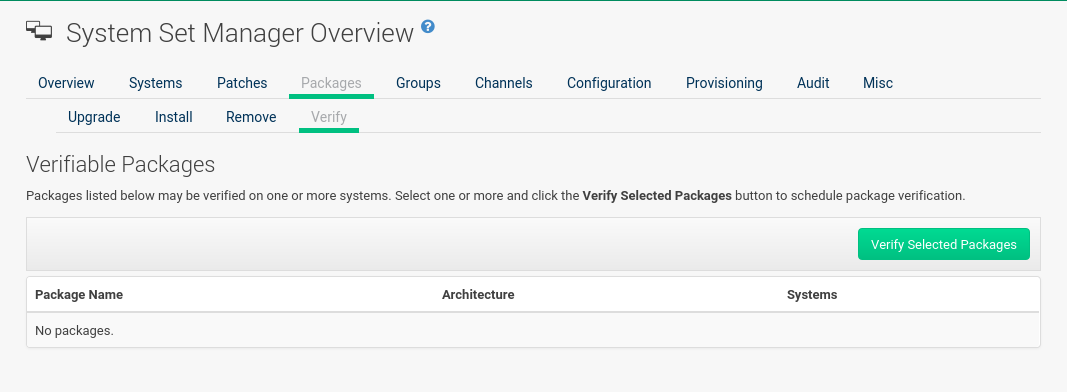 System Set Manager Overview ?
Overview Systems Patches Packages Groups Channels Configuration Provisioning Audit Misc
Upgrade Install Remove Verify
Verifiable Packages
Packages listed below may be verified on one or more systems. Select one or more and click the Verify Selected Packages button to schedule package verification.
Verify Selected Packages
Package Name Architecture Systems
No packages.